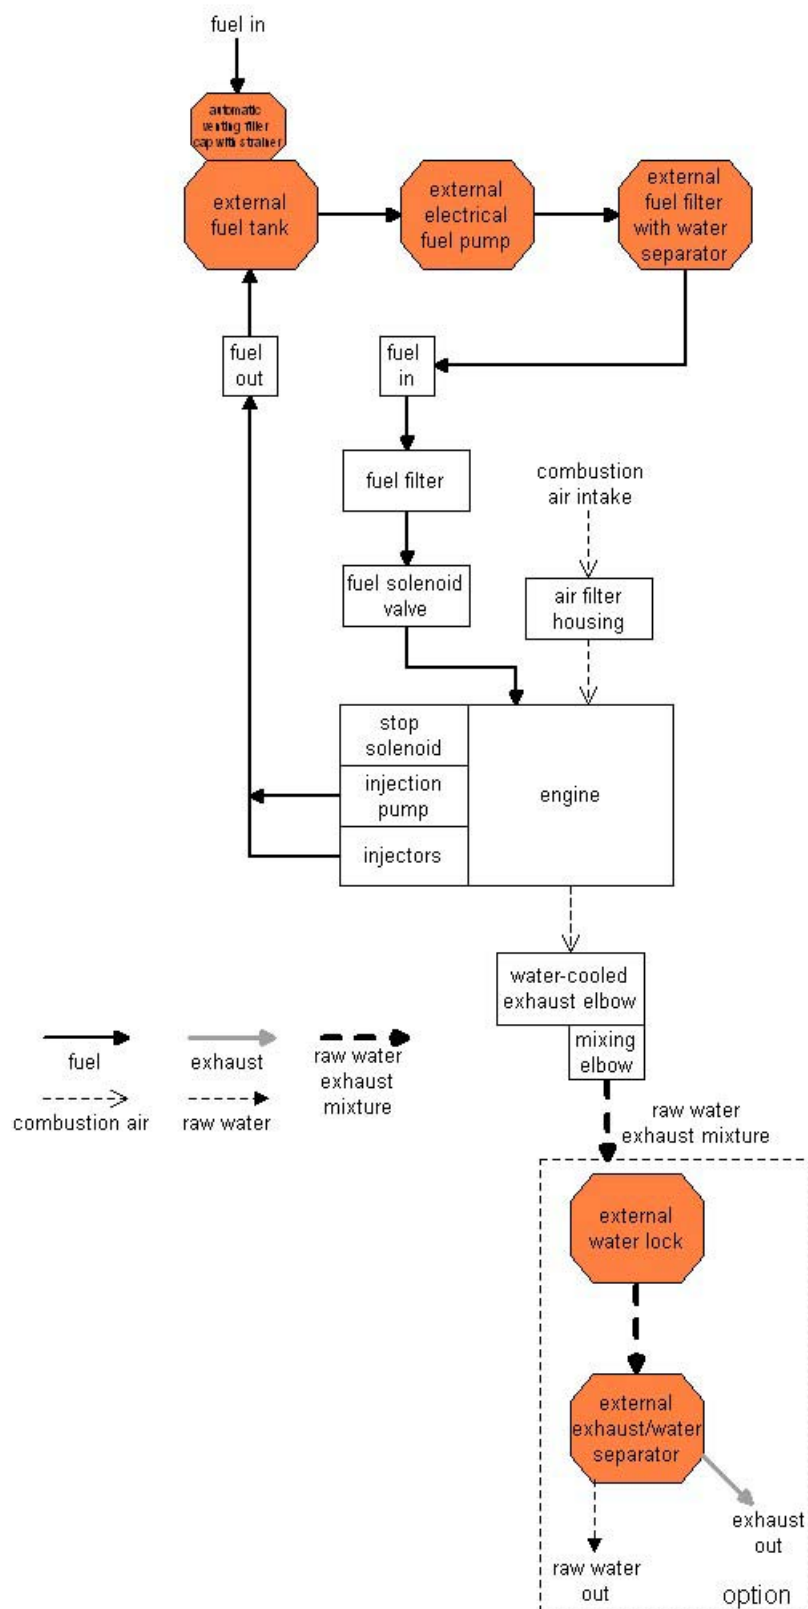 fuel in
automatic
venting filler
cap with strainer
external
fuel tank
external
electrical
fuel pump
external
fuel filter
with water
separator
fuel
out
fuel
in
fuel filter
combustion
air intake
fuel solenoid
valve
air filter
housing
stop
solenoid
injection
pump
injectors
engine
water-cooled
exhaust elbow
mixing
elbow
fuel
exhaust
raw water
exhaust
mixture
combustion air
raw water
raw water
exhaust mixture
external
water lock
external
exhaust/water
separator
exhaust
out
raw water
out
option